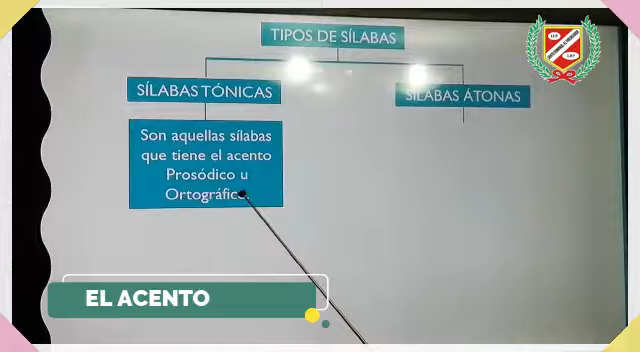 TIPOS DE SÍLABAS
SÍLABAS TÓNICAS
SÍLABAS ÁTONAS
Son aquellas sílabas
que tiene el acento
Prosódico u
Ortográfico
EL ACENTO